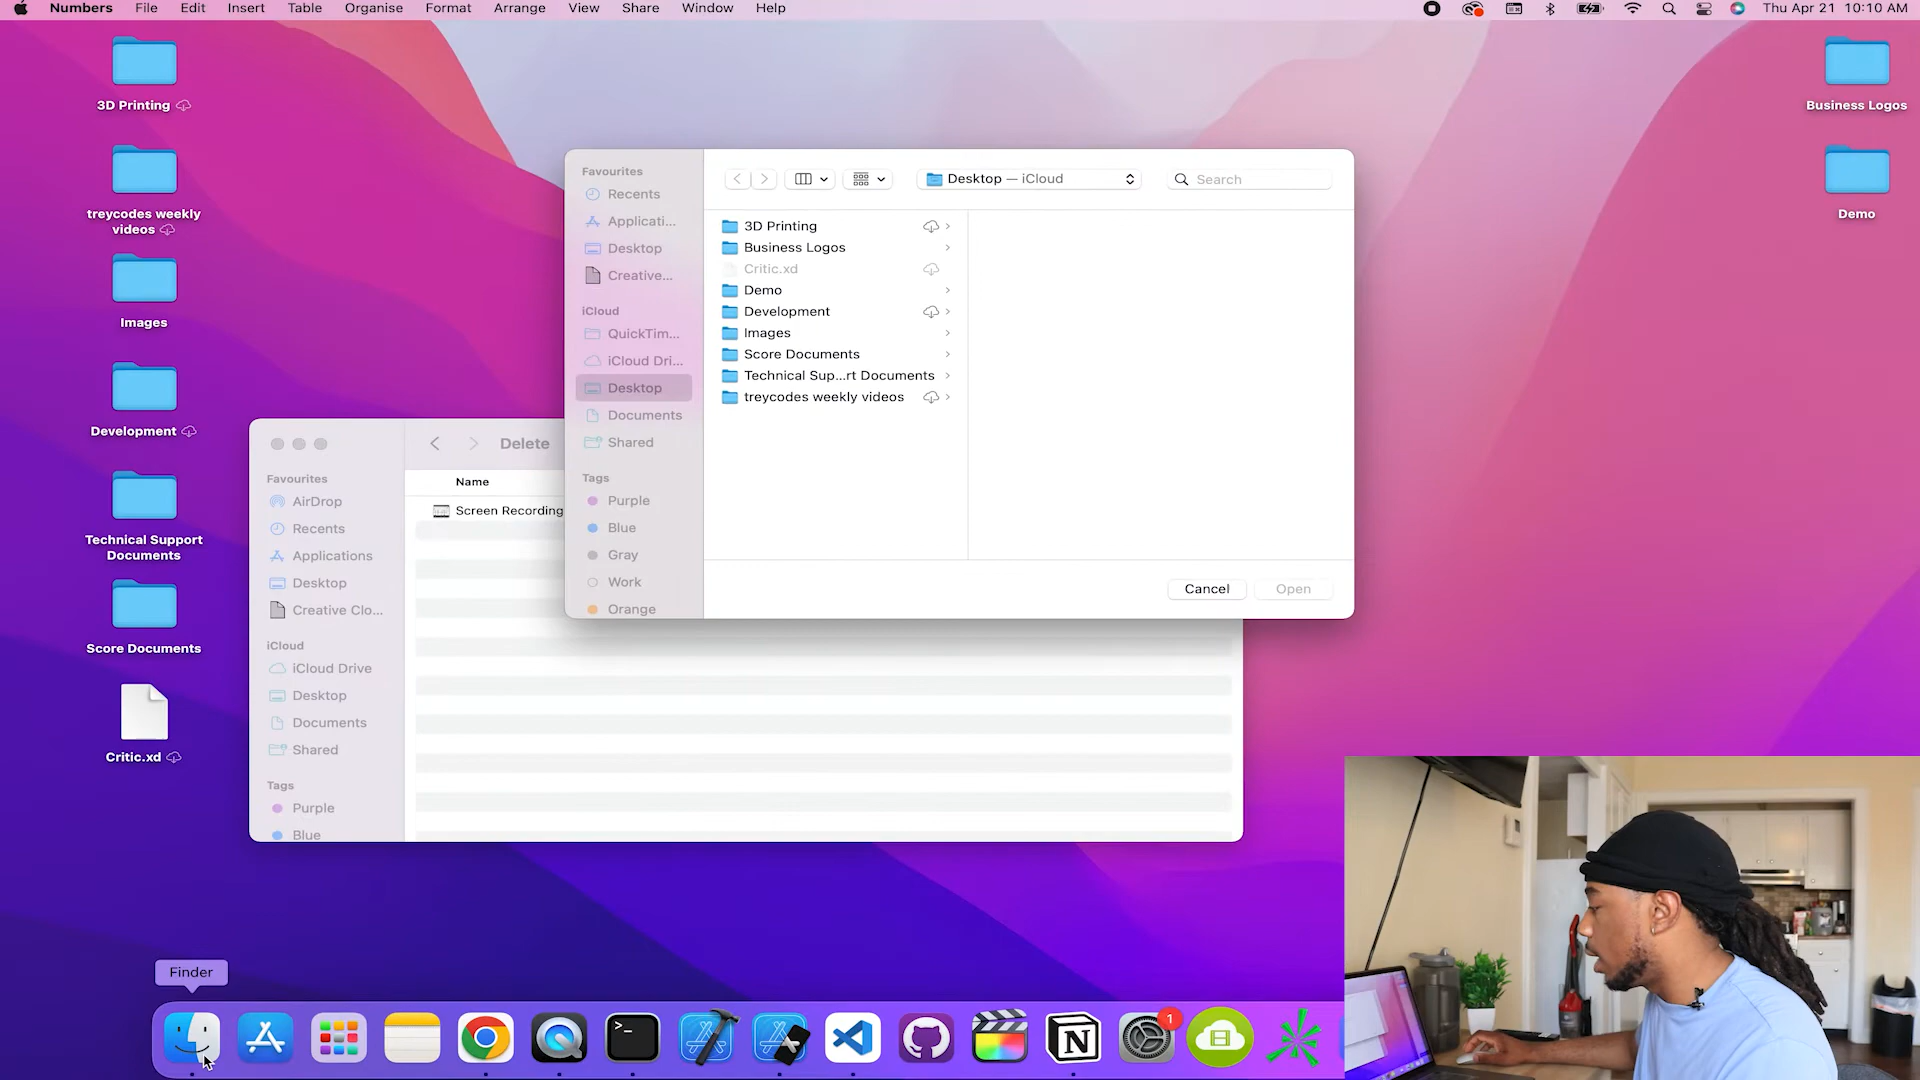 Numbers File Edit Insert Table Organise Format Arrange View Share Window Help
Thu Apr 21 10:10 AM
3D Printing
treycodes weekly
videos
Images
Development
Technical Support
Documents
Score Documents
Critic.xd
Business Logos
Demo
Favourites
Recents
Applicati...
Desktop
Creative...
iCloud
QuickTim...
iCloud Dri...
Desktop
Documents
Shared
Tags
Purple
Blue
Gray
Work
Orange
Desktop — iCloud
Search
3D Printing
Business Logos
Critic.xd
Demo
Development
Images
Score Documents
Technical Sup...rt Documents
treycodes weekly videos
Cancel
Open
Delete
Favourites
AirDrop
Recents
Applications
Desktop
Creative Clo...
iCloud
iCloud Drive
Desktop
Documents
Shared
Tags
Purple
Blue
Name
Screen Recording
Finder
>_
1